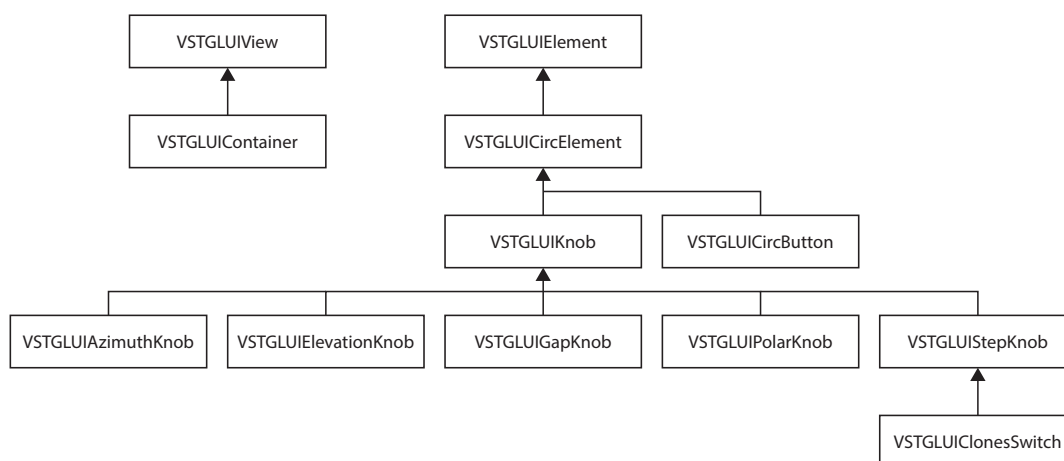 VSTGLUIView
VSTGLUIElement
VSTGLUIContainer
VSTGLUICircElement
VSTGLUIKnob
VSTGLUICircButton
VSTGLUIAzimuthKnob
VSTGLUIElevationKnob
VSTGLUIGapKnob
VSTGLUIPolarKnob
VSTGLUIStepKnob
VSTGLUIClonesSwitch